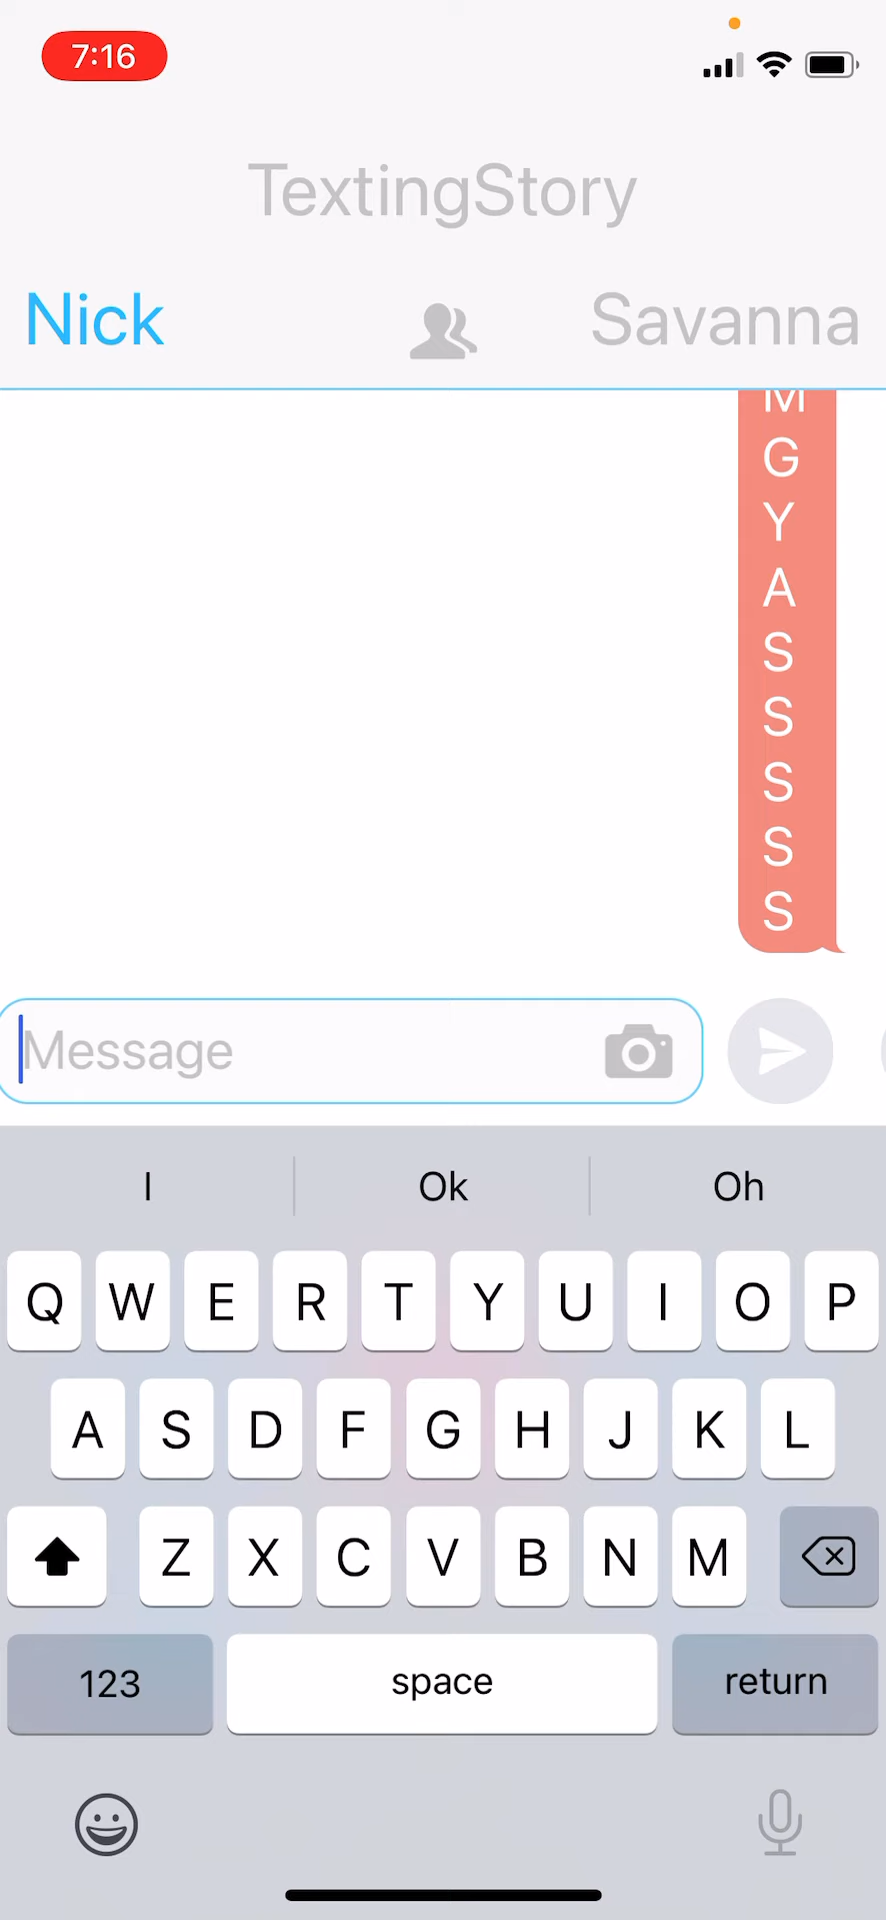 7:16
TextingStory
Nick
Savanna
M
G
Y
A
S
S
S
S
S
Message
I Ok Oh
Q W E R T Y U I O P
A S D F G H J K L
Z X C V B N M
123 space return